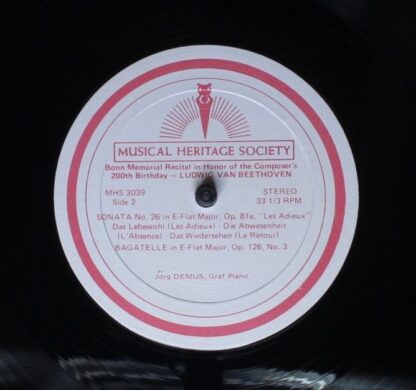 MUSICAL HERITAGE SOCIETY
Bonn Memorial Recital in Honor of the Composer's
200th Birthday — LUDWIG VAN BEETHOVEN
MHS 3039 STEREO
Side 2 33 1/3 RPM
SONATA No. 26 in E-Flat Major, Op. 81a, "Les Adieux"
Das Lebewohl (Les Adieux) · Die Abwesenheit
(L'Absence) · Das Wiedersehen (Le Retour)
BAGATELLE in E-Flat Major, Op. 126, No. 3
Jörg DEMUS, Graf Piano